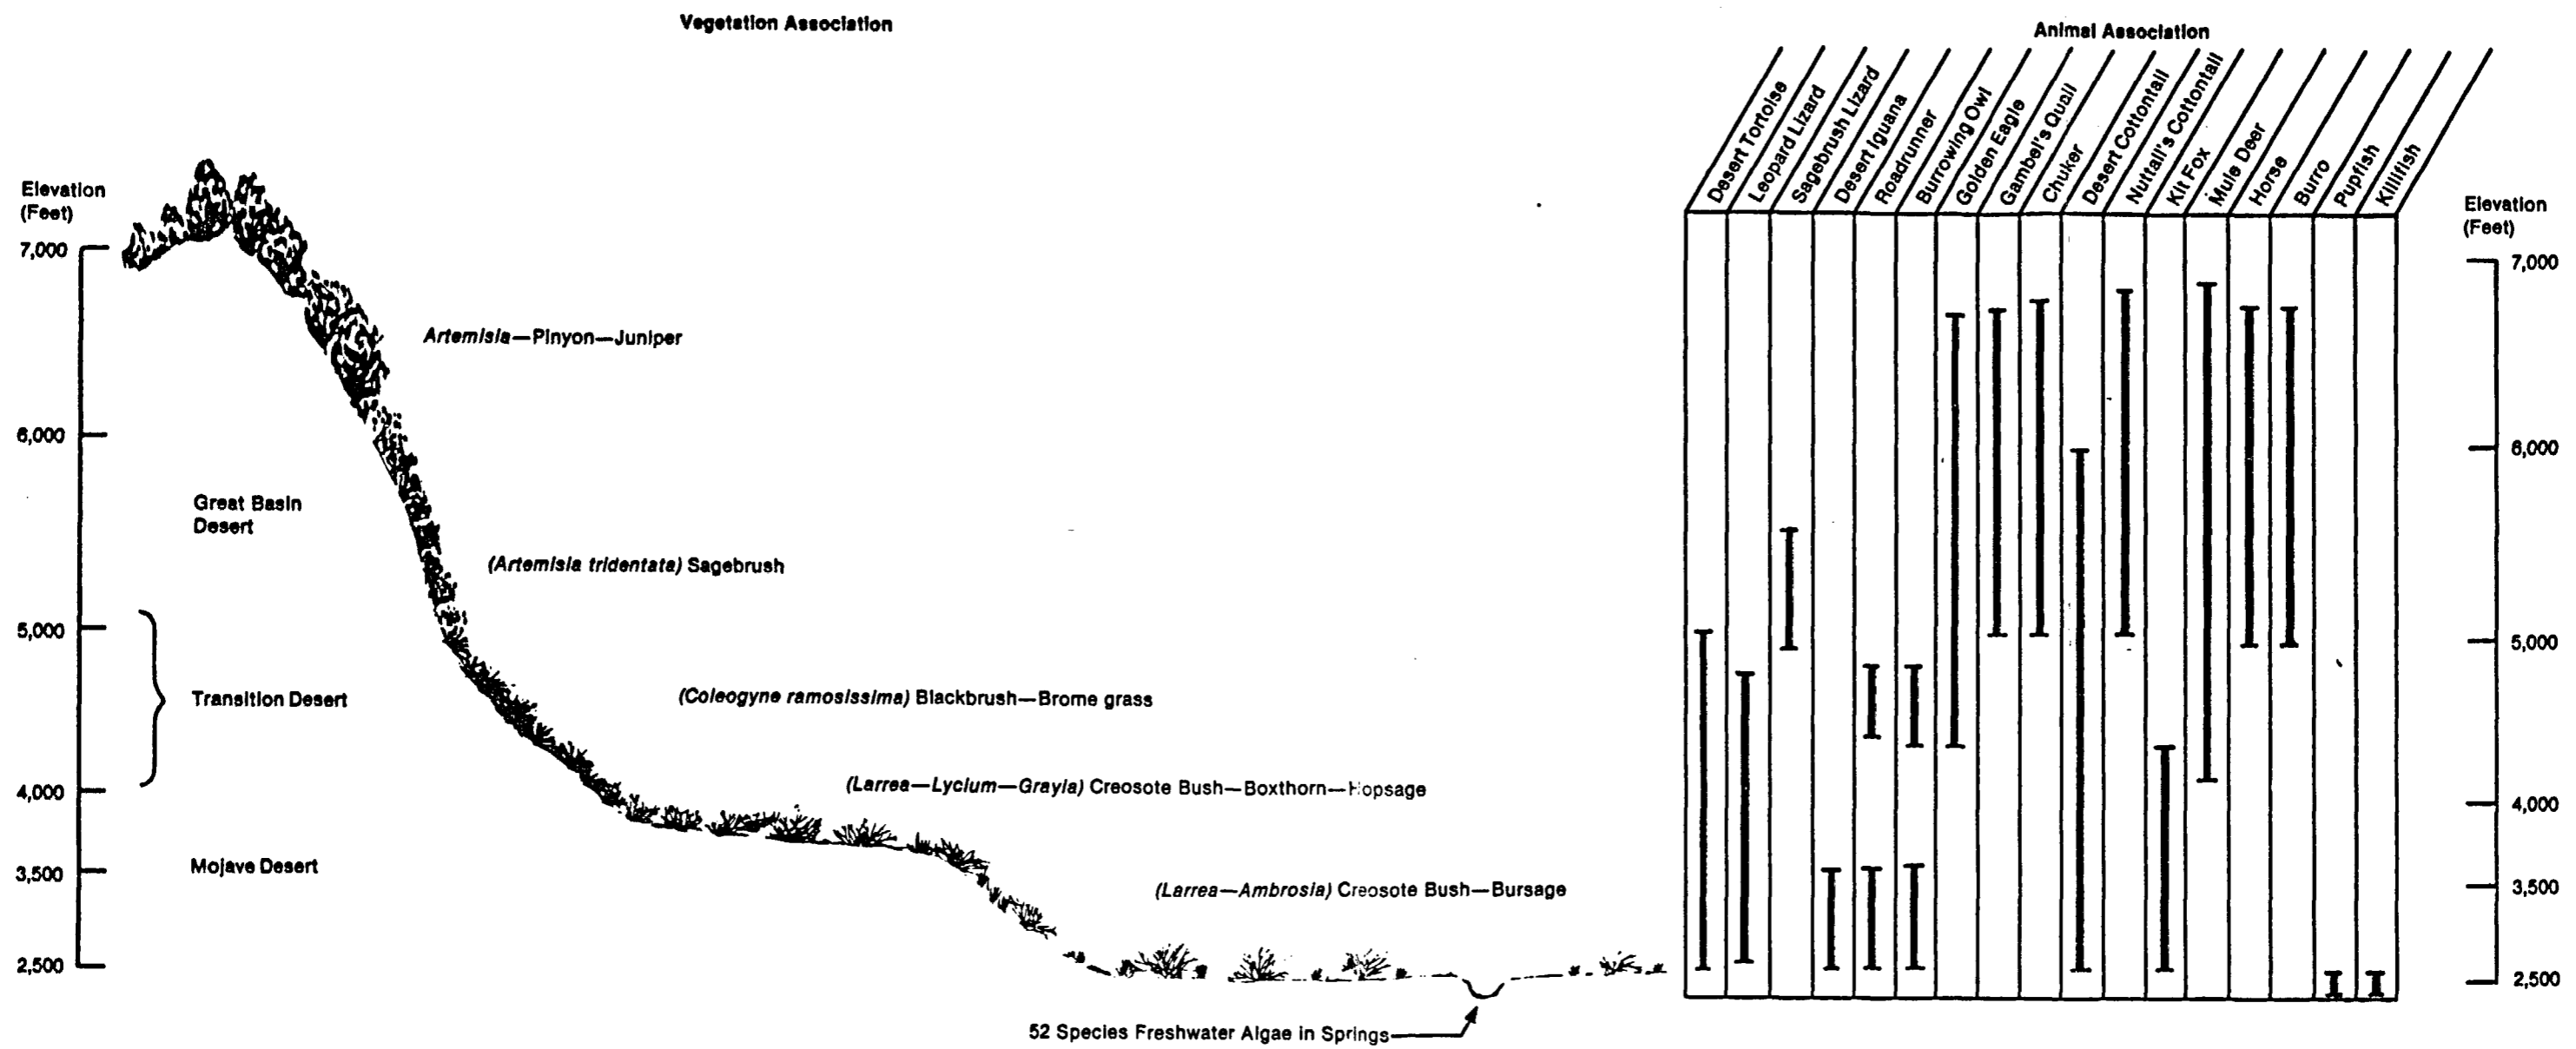 Vegetation Association
Animal Association
Desert Tortoise
Leopard Lizard
Sagebrush Lizard
Desert Iguana
Roadrunner
Burrowing Owl
Golden Eagle
Gambel's Quail
Chuker
Desert Cottontail
Nuttall's Cottontail
Kit Fox
Mule Deer
Horse
Burro
Pupfish
Killifish
Elevation
(Feet)
7,000
6,000
5,000
4,000
3,500
2,500
Great Basin
Desert
Transition Desert
Mojave Desert
Artemisia—Pinyon—Juniper
(Artemisia tridentata) Sagebrush
(Coleogyne ramosissima) Blackbrush—Brome grass
(Larrea—Lycium—Grayia) Creosote Bush—Boxthorn—Hopsage
(Larrea—Ambrosia) Creosote Bush—Bursage
52 Species Freshwater Algae in Springs
Elevation
(Feet)
7,000
6,000
5,000
4,000
3,500
2,500